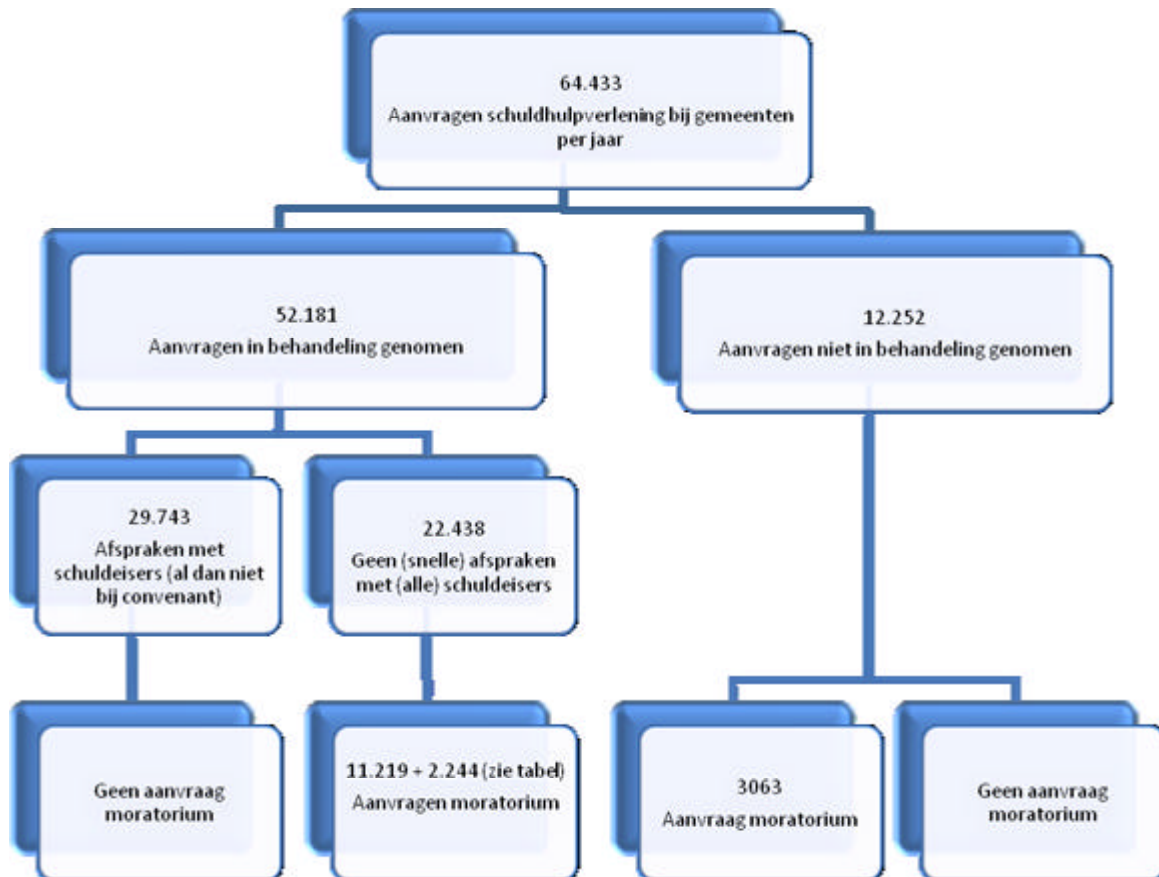 64.433
Aanvragen schuldhulpverlening bij gemeenten
per jaar
52.181
Aanvragen in behandeling genomen
12.252
Aanvragen niet in behandeling genomen
29.743
Afspraken met
schuldeisers (al dan niet
bij convenant)
22.438
Geen (snelle) afspraken
met (alle) schuldeisers
Geen aanvraag
moratorium
11.219 + 2.244 (zie tabel)
Aanvragen moratorium
3063
Aanvraag moratorium
Geen aanvraag
moratorium